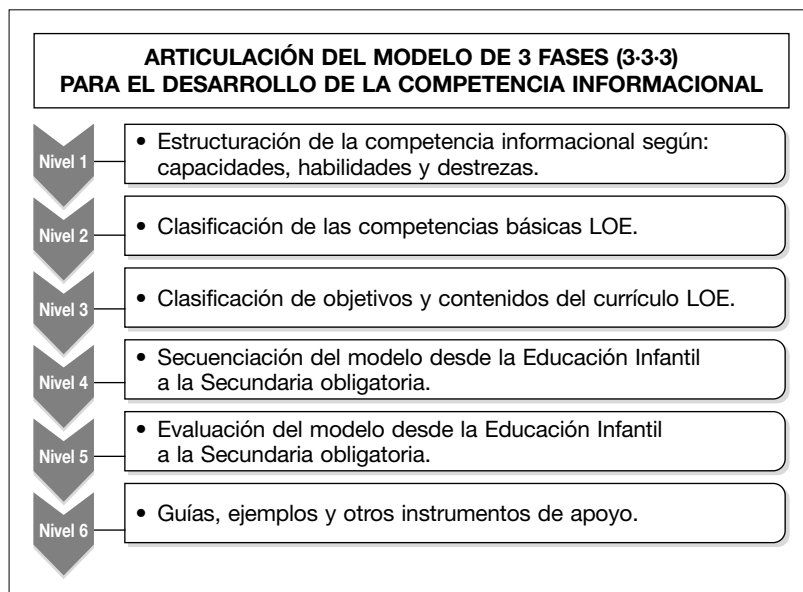 ARTICULACIÓN DEL MODELO DE 3 FASES (3·3·3)
PARA EL DESARROLLO DE LA COMPETENCIA INFORMACIONAL
Nivel 1
• Estructuración de la competencia informacional según:
capacidades, habilidades y destrezas.
Nivel 2
• Clasificación de las competencias básicas LOE.
Nivel 3
• Clasificación de objetivos y contenidos del currículo LOE.
Nivel 4
• Secuenciación del modelo desde la Educación Infantil
a la Secundaria obligatoria.
Nivel 5
• Evaluación del modelo desde la Educación Infantil
a la Secundaria obligatoria.
Nivel 6
• Guías, ejemplos y otros instrumentos de apoyo.